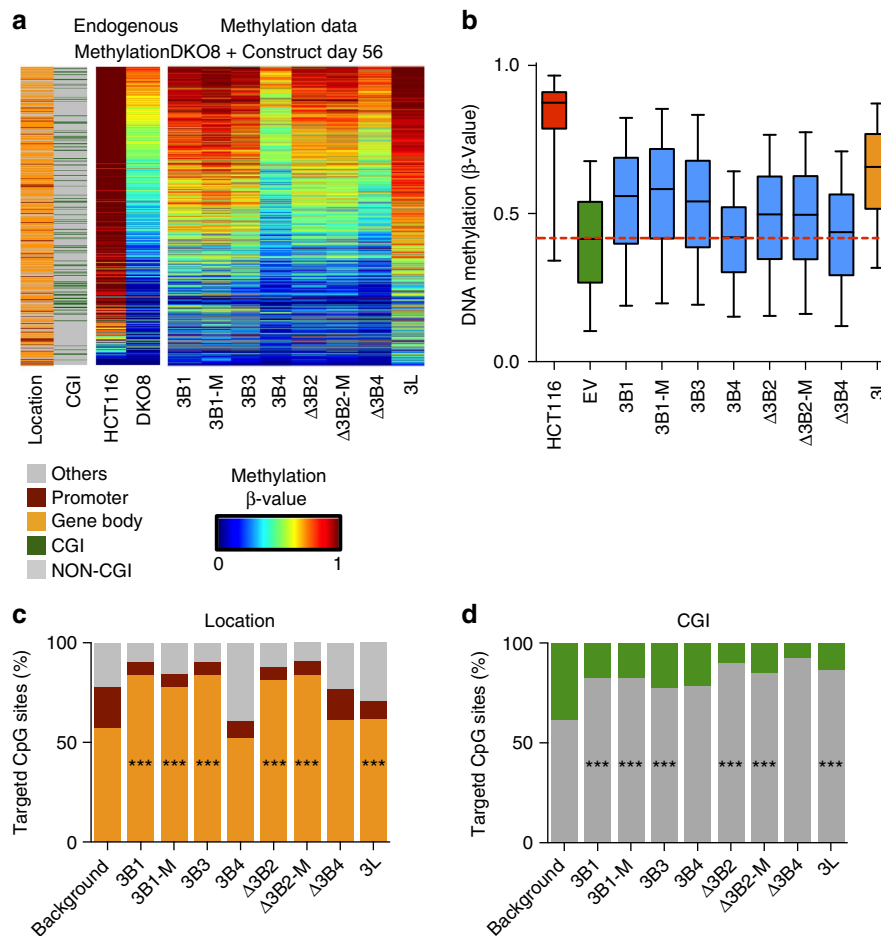 a
Endogenous Methylation data
MethylationDKO8 + Construct day 56
Location
CGI
HCT116
DKO8
3B1
3B1-M
3B3
3B4
Δ3B2
Δ3B2-M
Δ3B4
3L
Others
Promoter
Gene body
CGI
NON-CGI
Methylation
β-value
0 1
b
DNA methylation (β-Value)
1.0
0.5
0.0
HCT116
EV
3B1
3B1-M
3B3
3B4
Δ3B2
Δ3B2-M
Δ3B4
3L
c
Location
Targetd CpG sites (%)
100
50
0
*** *** *** *** *** ***
Background
3B1
3B1-M
3B3
3B4
Δ3B2
Δ3B2-M
Δ3B4
3L
d
CGI
Targetd CpG sites (%)
100
50
0
*** *** *** *** *** ***
Background
3B1
3B1-M
3B3
3B4
Δ3B2
Δ3B2-M
Δ3B4
3L